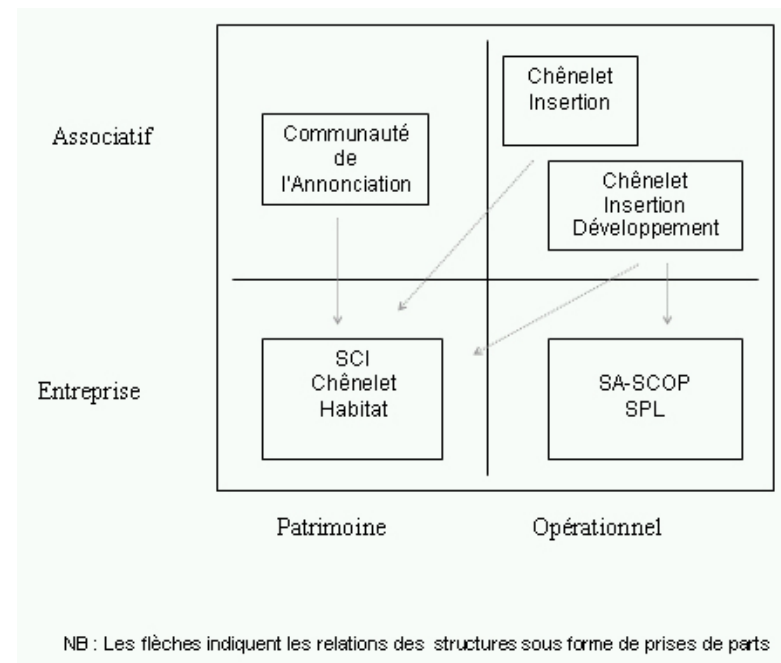 Chênelet
Insertion
Associatif
Communauté
de
l'Annonciation
Chênelet
Insertion
Développement
SCI
Chênelet
Habitat
Entreprise
SA-SCOP
SPL
Patrimoine
Opérationnel
NB : Les flèches indiquent les relations des structures sous forme de prises de parts